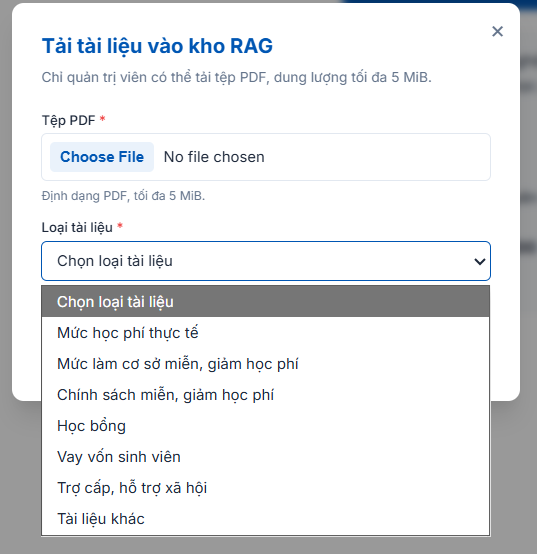 Tải tài liệu vào kho RAG
Chỉ quản trị viên có thể tải tệp PDF, dung lượng tối đa 5 MiB.
Tệp PDF *
Choose File No file chosen
Định dạng PDF, tối đa 5 MiB.
Loại tài liệu *
Chọn loại tài liệu
Chọn loại tài liệu
Mức học phí thực tế
Mức làm cơ sở miễn, giảm học phí
Chính sách miễn, giảm học phí
Học bổng
Vay vốn sinh viên
Trợ cấp, hỗ trợ xã hội
Tài liệu khác